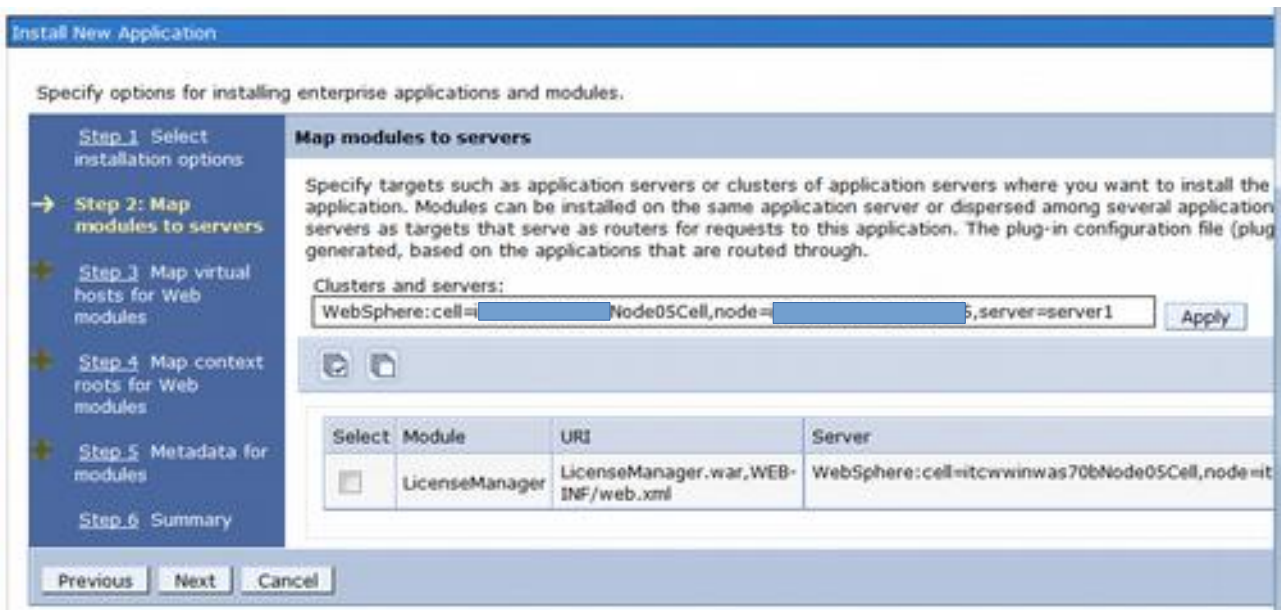 Install New Application
Specify options for installing enterprise applications and modules.
Step 1 Select
installation options
Step 2: Map
modules to servers
Step 3 Map virtual
hosts for Web
modules
Step 4 Map context
roots for Web
modules
Step 5 Metadata for
modules
Step 6 Summary
Map modules to servers
Specify targets such as application servers or clusters of application servers where you want to install the
application. Modules can be installed on the same application server or dispersed among several application
servers as targets that serve as routers for requests to this application. The plug-in configuration file (plug
generated, based on the applications that are routed through.
Clusters and servers:
WebSphere:cell= Node05Cell,node= ,server=server1
Apply
Select Module URI Server
LicenseManager LicenseManager.war,WEB- WebSphere:cell=itcwwinwas70bNode05Cell,node=it
INF/web.xml
Previous Next Cancel